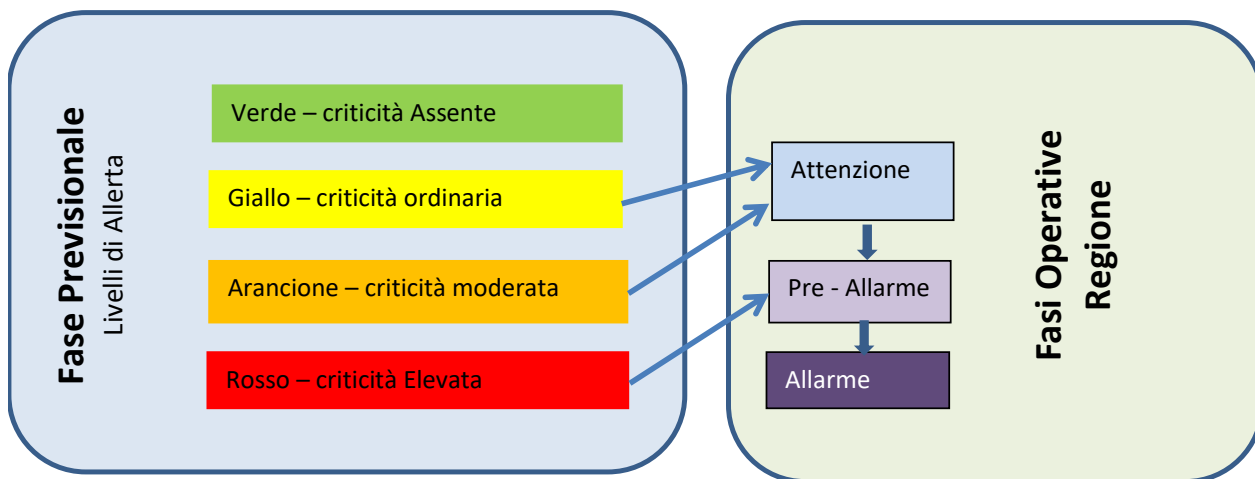 Fase Previsionale
Livelli di Allerta
Verde – criticità Assente
Giallo – criticità ordinaria
Arancione – criticità moderata
Rosso – criticità Elevata
Attenzione
Pre - Allarme
Allarme
Fasi Operative
Regione